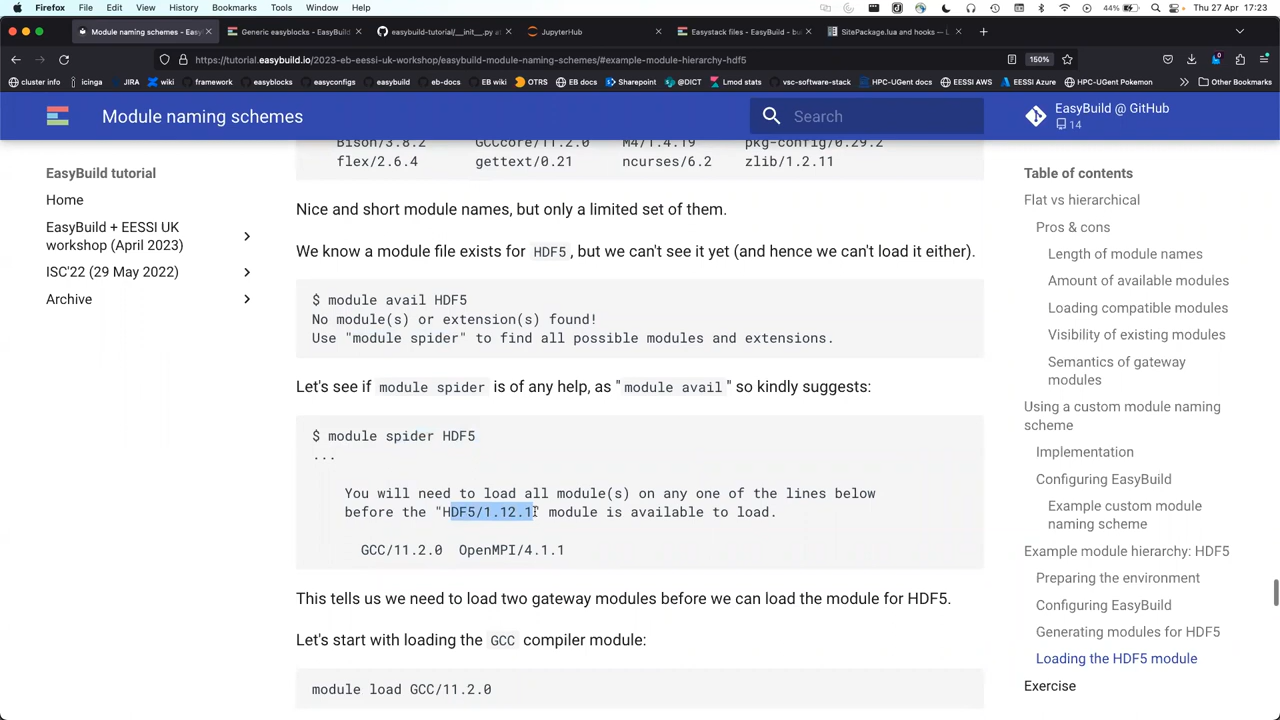 Firefox File Edit View History Bookmarks Tools Window Help 44% Thu 27 Apr 17:23
Module naming schemes - Easy Generic easyblocks - EasyBuild easybuild-tutorial/__init__.py at JupyterHub Easystack files - EasyBuild - bu SitePackage.lua and hooks — L
https://tutorial.easybuild.io/2023-eb-eessi-uk-workshop/easybuild-module-naming-schemes/#example-module-hierarchy-hdf5 150%
cluster info icinga JIRA wiki framework easyblocks easyconfigs easybuild eb-docs EB wiki OTRS EB docs Sharepoint @DICT Lmod stats vsc-software-stack HPC-UGent docs EESSI AWS EESSI Azure HPC-UGent Pokemon Other Bookmarks
Module naming schemes
Search
EasyBuild @ GitHub
14
EasyBuild tutorial
Home
EasyBuild + EESSI UK
workshop (April 2023)
ISC'22 (29 May 2022)
Archive
Bison/3.8.2 GCCcore/11.2.0 M4/1.4.19 pkg-config/0.29.2
flex/2.6.4 gettext/0.21 ncurses/6.2 zlib/1.2.11
Nice and short module names, but only a limited set of them.
We know a module file exists for HDF5, but we can't see it yet (and hence we can't load it either).
$ module avail HDF5
No module(s) or extension(s) found!
Use "module spider" to find all possible modules and extensions.
Let's see if module spider is of any help, as "module avail" so kindly suggests:
$ module spider HDF5
...
You will need to load all module(s) on any one of the lines below
before the "HDF5/1.12.1" module is available to load.
GCC/11.2.0 OpenMPI/4.1.1
This tells us we need to load two gateway modules before we can load the module for HDF5.
Let's start with loading the GCC compiler module:
module load GCC/11.2.0
Table of contents
Flat vs hierarchical
Pros & cons
Length of module names
Amount of available modules
Loading compatible modules
Visibility of existing modules
Semantics of gateway
modules
Using a custom module naming
scheme
Implementation
Configuring EasyBuild
Example custom module
naming scheme
Example module hierarchy: HDF5
Preparing the environment
Configuring EasyBuild
Generating modules for HDF5
Loading the HDF5 module
Exercise